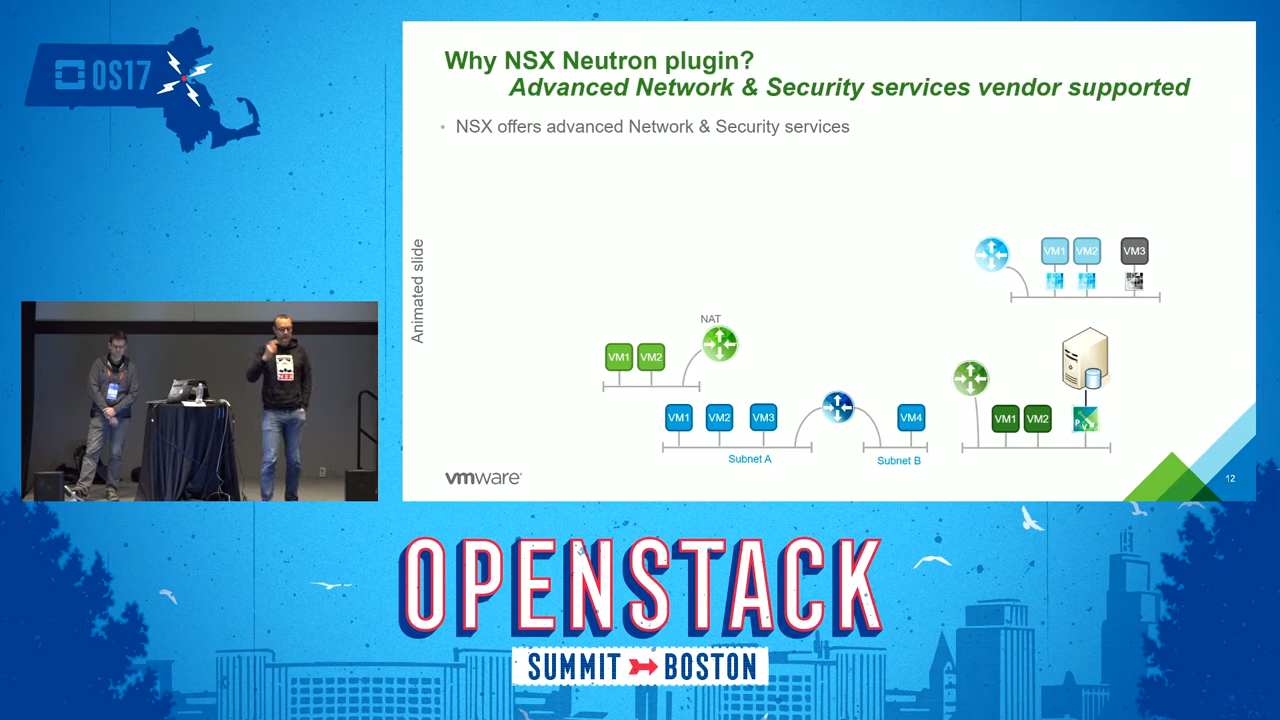 OS17
Why NSX Neutron plugin?
Advanced Network & Security services vendor supported
• NSX offers advanced Network & Security services
Animated slide
VM1 VM2 VM3
NAT
VM1 VM2
VM1 VM2 VM3 VM4
VM1 VM2
Subnet A
Subnet B
vmware
12
NSX
OPENSTACK
SUMMIT BOSTON